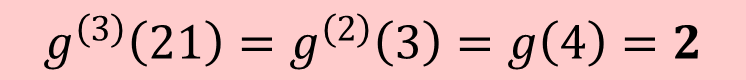 g⁽³⁾(21) = g⁽²⁾(3) = g(4) = 2